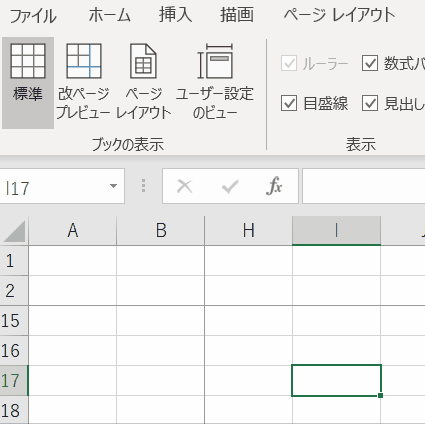 ファイル ホーム 挿入 描画 ページ レイアウト
標準 改ページ プレビュー ページ レイアウト ユーザー設定 のビュー
ルーラー 数式バ
目盛線 見出し
ブックの表示 表示
I17 fx
A B H I
1
2
15
16
17
18